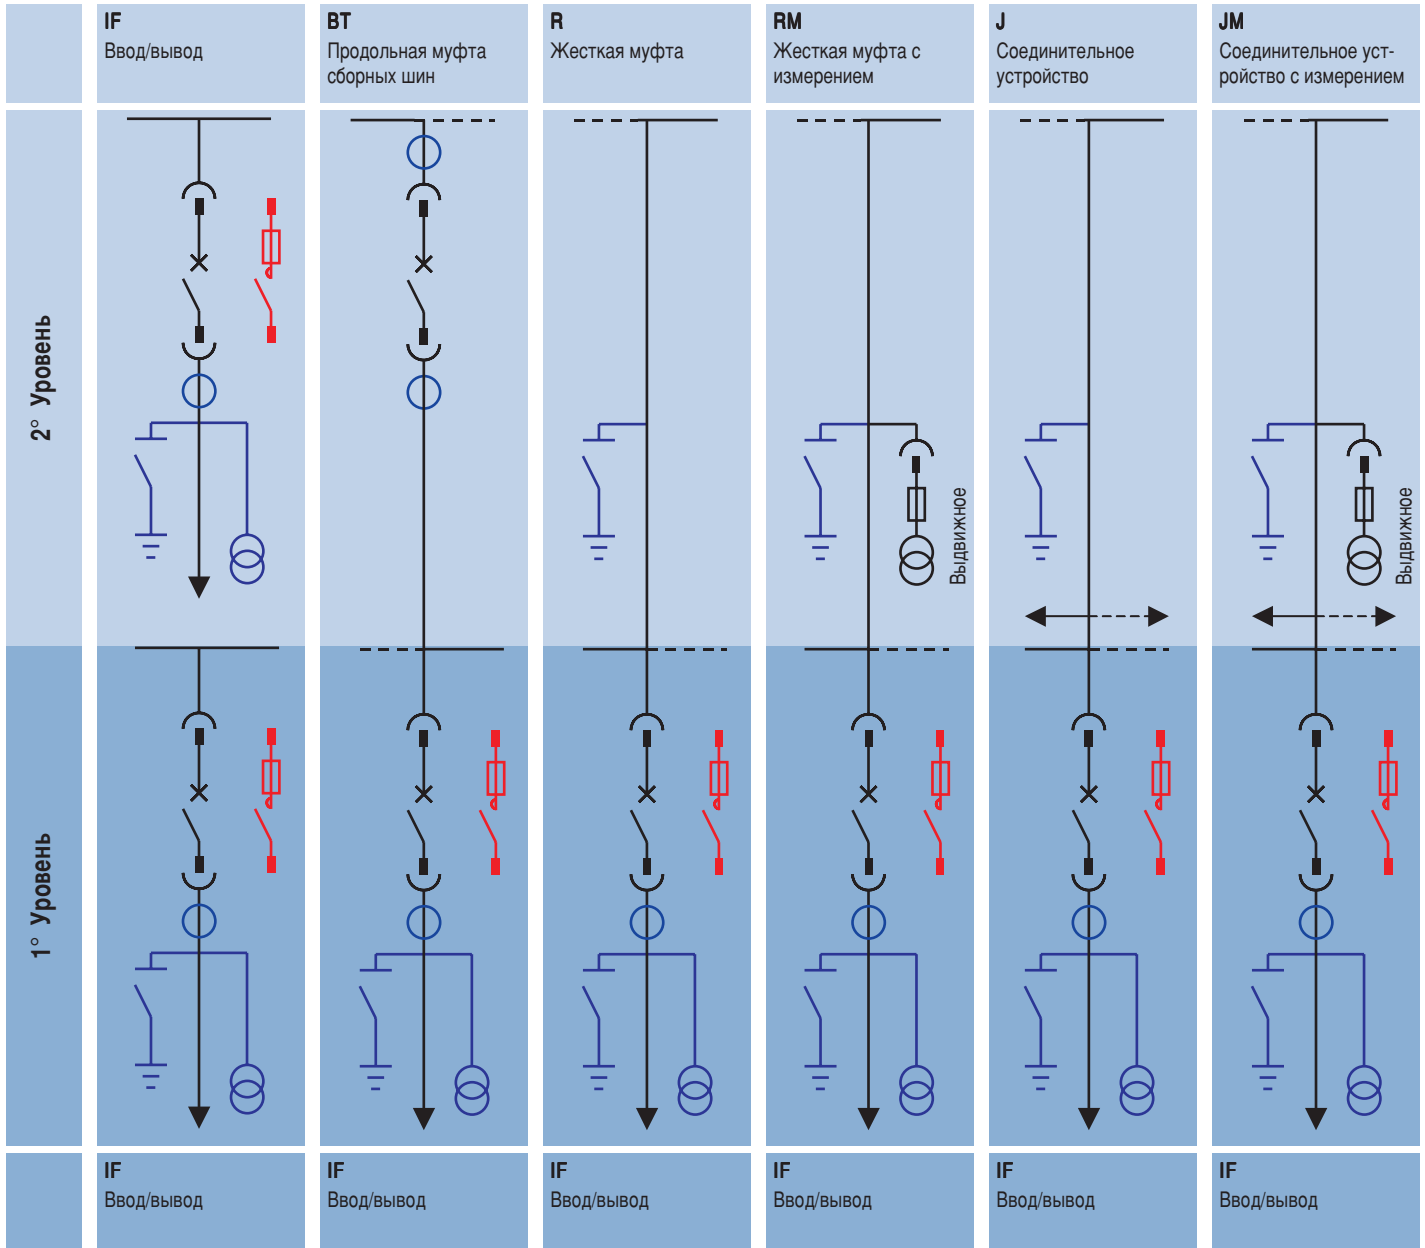 IF
Ввод/вывод
BT
Продольная муфта
сборных шин
R
Жесткая муфта
RM
Жесткая муфта с
измерением
J
Соединительное
устройство
JM
Соединительное уст-
ройство с измерением
2° Уровень
Выдвижное
Выдвижное
1° Уровень
IF
Ввод/вывод
IF
Ввод/вывод
IF
Ввод/вывод
IF
Ввод/вывод
IF
Ввод/вывод
IF
Ввод/вывод